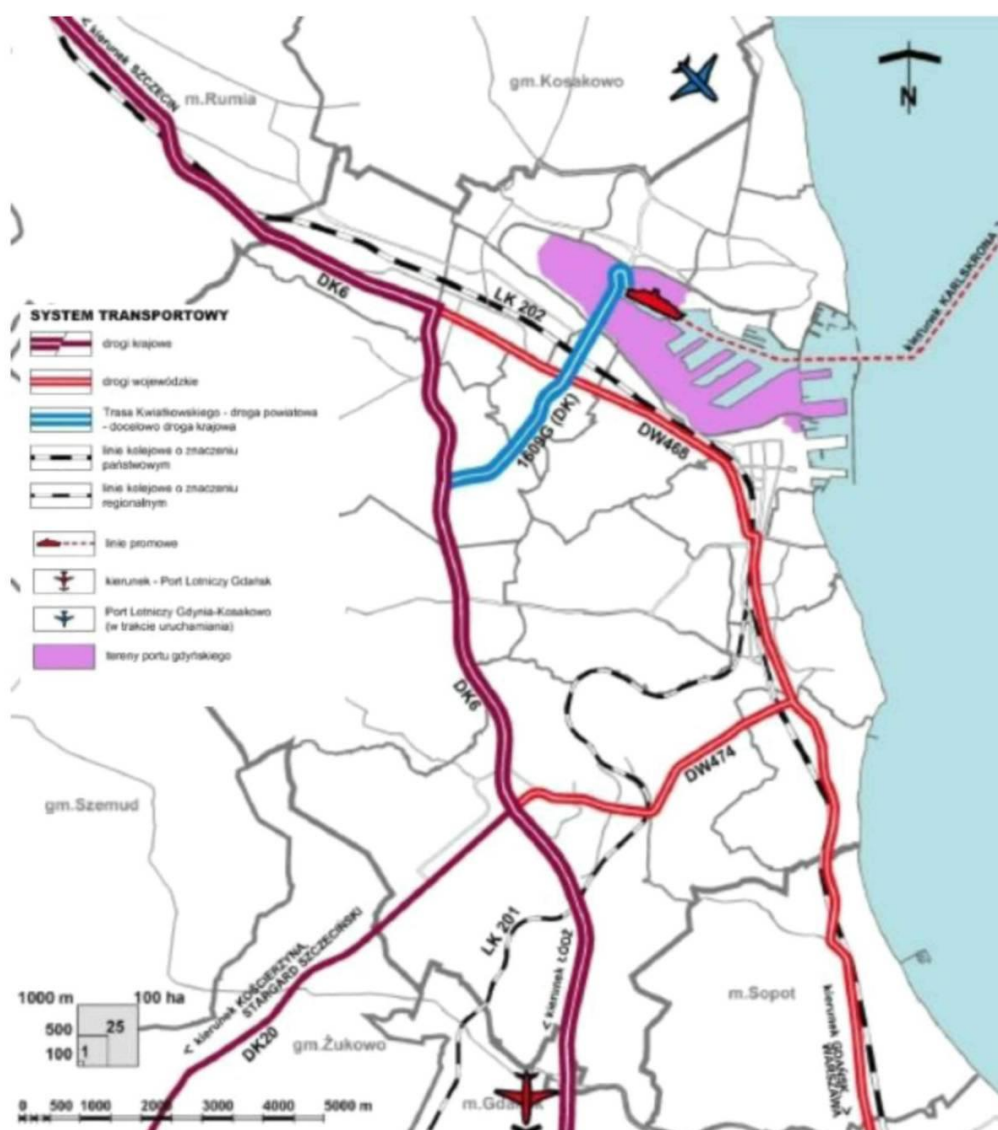 < kierunek SZCZECIN
m.Rumia
gm.Kosakowo
N
kierunek KARLSKRONA
DK6
LK 202
SYSTEM TRANSPORTOWY
drogi krajowe
drogi wojewódzkie
Trasa Kwiatkowskiego - droga powiatowa
- docelowo droga krajowa
linie kolejowe o znaczeniu
państwowym
linie kolejowe o znaczeniu
regionalnym
linie promowe
kierunek - Port Lotniczy Gdańsk
Port Lotniczy Gdynia-Kosakowo
(w trakcie uruchamiania)
tereny portu gdyńskiego
1609G (DK)
DW468
DK6
DW474
gm.Szemud
LK 201
< kierunek ŁÓDŹ
< kierunek KOŚCIERZYNA,
STARGARD SZCZECIŃSKI
DK20
m.Sopot
kierunek GDAŃSK
WARSZAWA >
gm.Żukowo
m.Gdańsk
1000 m 100 ha
500 25
100 1
0 500 1000 2000 3000 4000 5000 m